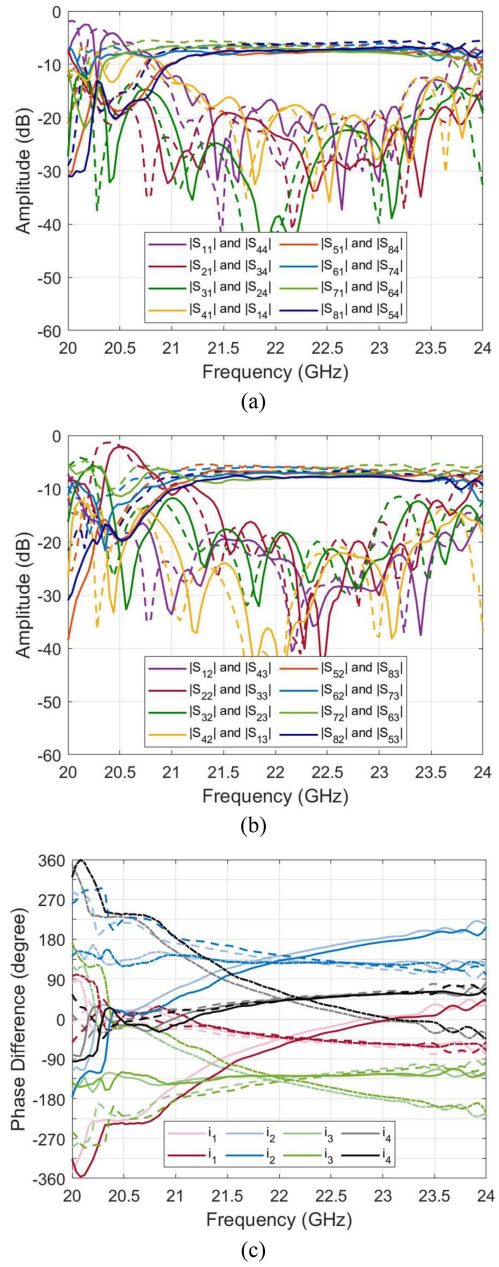 0
-10
-20
-30
-40
-50
-60
Amplitude (dB)
|S11| and |S44| |S51| and |S84|
|S21| and |S34| |S61| and |S74|
|S31| and |S24| |S71| and |S64|
|S41| and |S14| |S81| and |S54|
20 20.5 21 21.5 22 22.5 23 23.5 24
Frequency (GHz)
(a)
0
-10
-20
-30
-40
-50
-60
Amplitude (dB)
|S12| and |S43| |S52| and |S83|
|S22| and |S33| |S62| and |S73|
|S32| and |S23| |S72| and |S63|
|S42| and |S13| |S82| and |S53|
20 20.5 21 21.5 22 22.5 23 23.5 24
Frequency (GHz)
(b)
360
270
180
90
0
-90
-180
-270
-360
Phase Difference (degree)
i1 i2 i3 i4
i1 i2 i3 i4
20 20.5 21 21.5 22 22.5 23 23.5 24
Frequency (GHz)
(c)